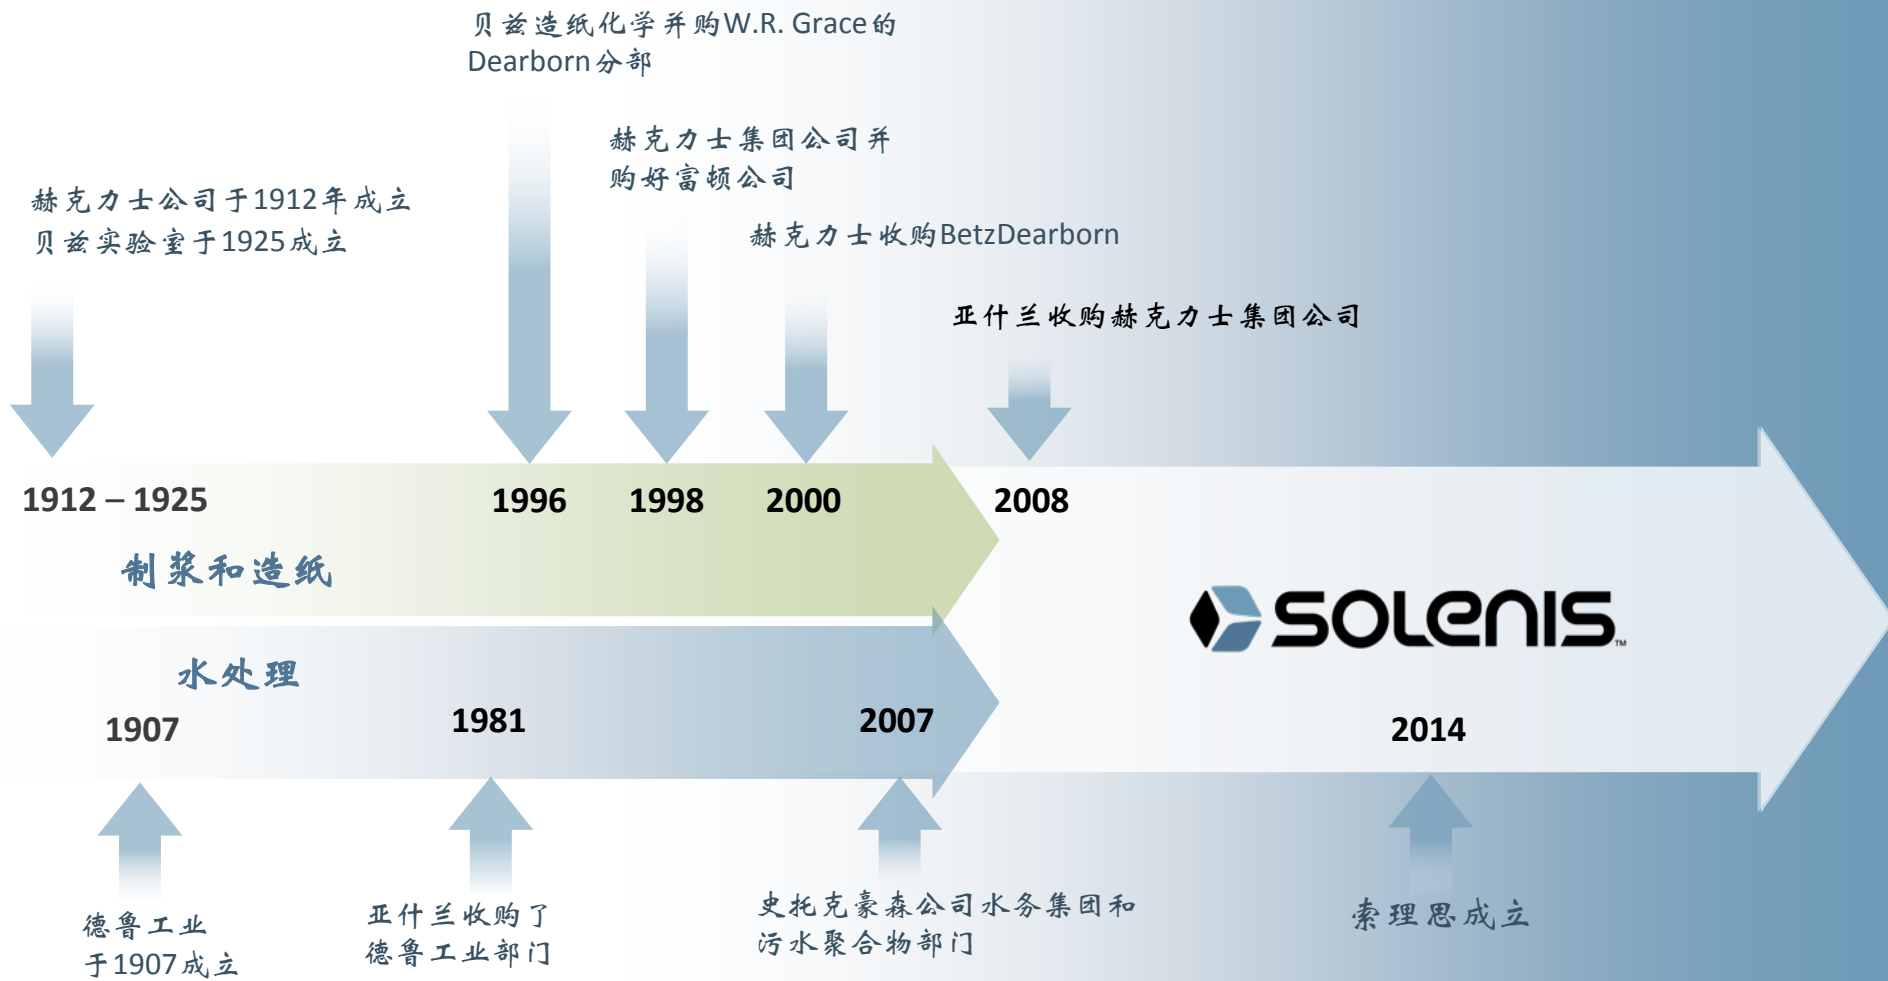 贝兹造纸化学并购W.R. Grace的
Dearborn分部
赫克力士集团公司并
购好富顿公司
赫克力士公司于1912年成立
贝兹实验室于1925成立
赫克力士收购BetzDearborn
亚什兰收购赫克力士集团公司
1912 – 1925
1996
1998
2000
2008
制浆和造纸
SOLENIS™
水处理
1907
1981
2007
2014
德鲁工业
于1907成立
亚什兰收购了
德鲁工业部门
史托克豪森公司水务集团和
污水聚合物部门
索理思成立